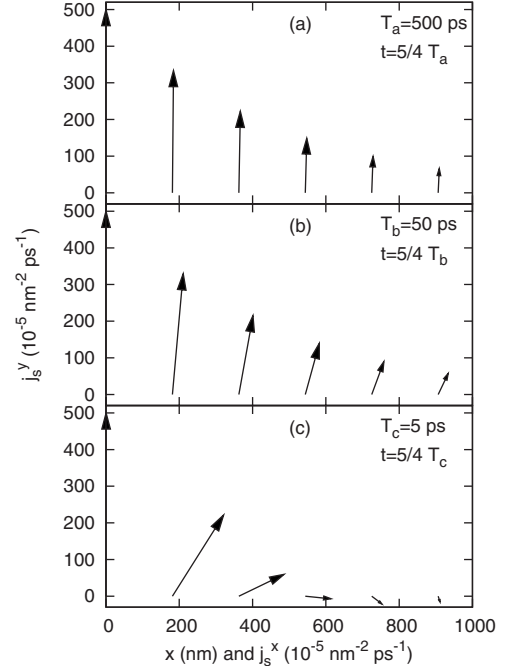 500
400
300
200
100
0
(a)
T_a=500 ps
t=5/4 T_a
500
400
300
200
100
0
(b)
T_b=50 ps
t=5/4 T_b
500
400
300
200
100
0
(c)
T_c=5 ps
t=5/4 T_c
j_s^y (10^-5 nm^-2 ps^-1)
0 200 400 600 800 1000
x (nm) and j_s^x (10^-5 nm^-2 ps^-1)